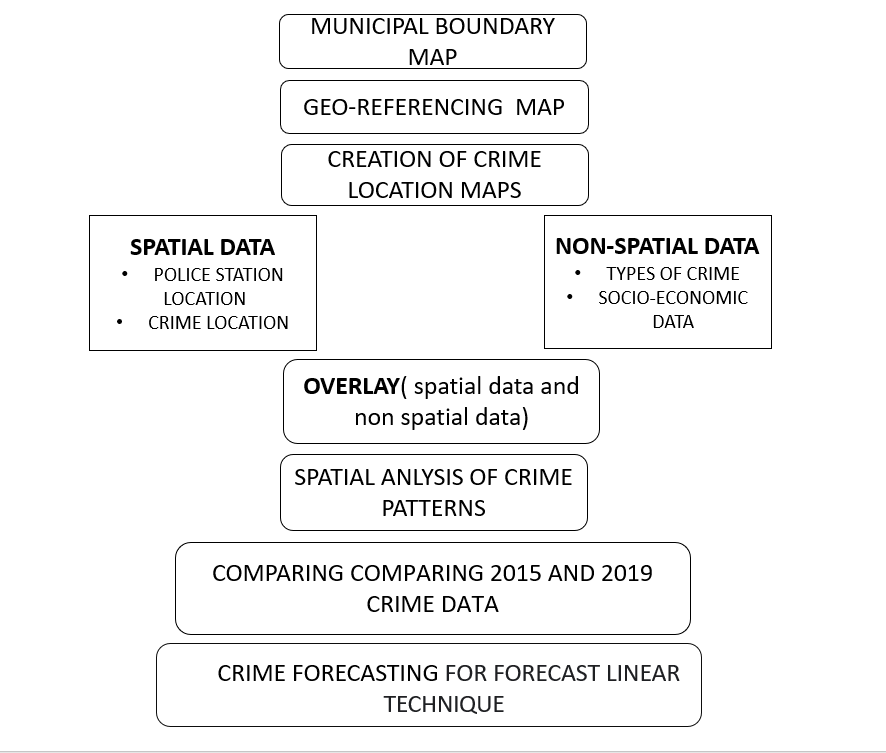 MUNICIPAL BOUNDARY
MAP
GEO-REFERENCING  MAP
CREATION OF CRIME
LOCATION MAPS
SPATIAL DATA
• POLICE STATION
LOCATION
• CRIME LOCATION
NON-SPATIAL DATA
• TYPES OF CRIME
• SOCIO-ECONOMIC
DATA
OVERLAY( spatial data and
non spatial data)
SPATIAL ANLYSIS OF CRIME
PATTERNS
COMPARING COMPARING 2015 AND 2019
CRIME DATA
CRIME FORECASTING FOR FORECAST LINEAR
TECHNIQUE